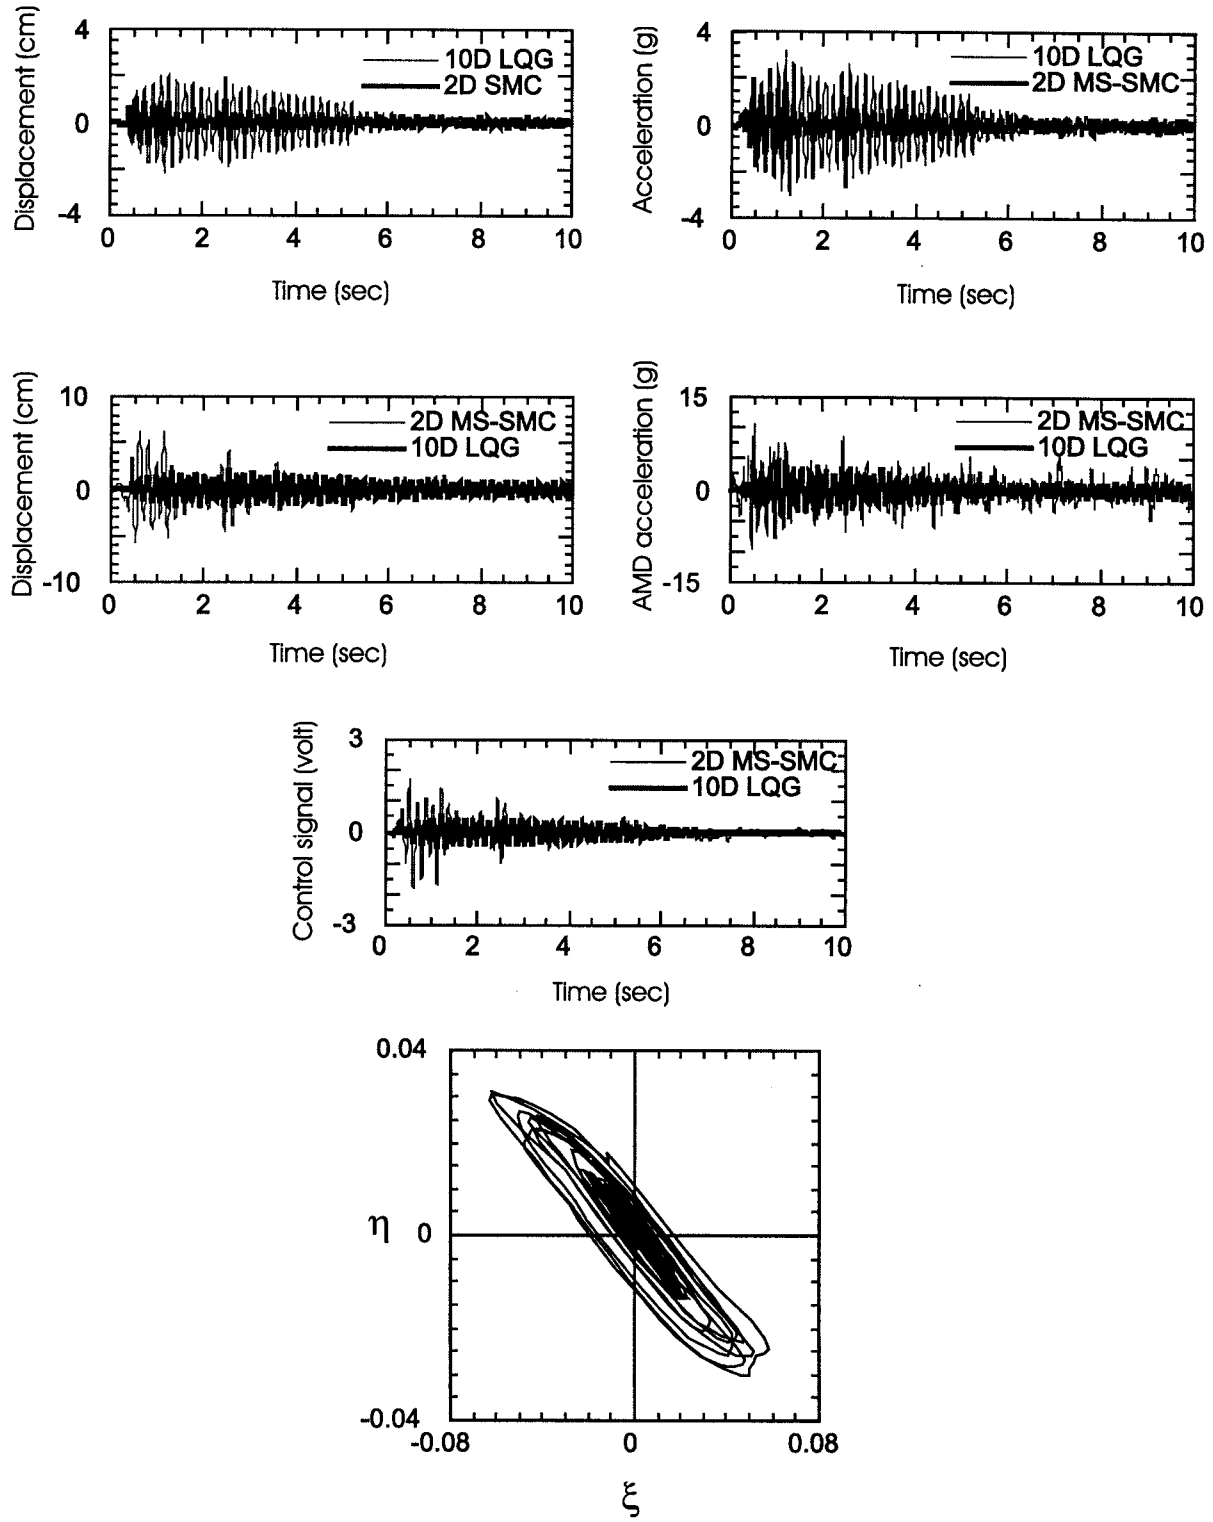 Displacement (cm)
4
0
-4
10D LQG
2D SMC
0 2 4 6 8 10
Time (sec)
Acceleration (g)
4
0
-4
10D LQG
2D MS-SMC
0 2 4 6 8 10
Time (sec)
Displacement (cm)
10
0
-10
2D MS-SMC
10D LQG
0 2 4 6 8 10
Time (sec)
AMD acceleration (g)
15
0
-15
2D MS-SMC
10D LQG
0 2 4 6 8 10
Time (sec)
Control signal (volt)
3
0
-3
2D MS-SMC
10D LQG
0 2 4 6 8 10
Time (sec)
0.04
η 0
-0.04
-0.08 0 0.08
ξ